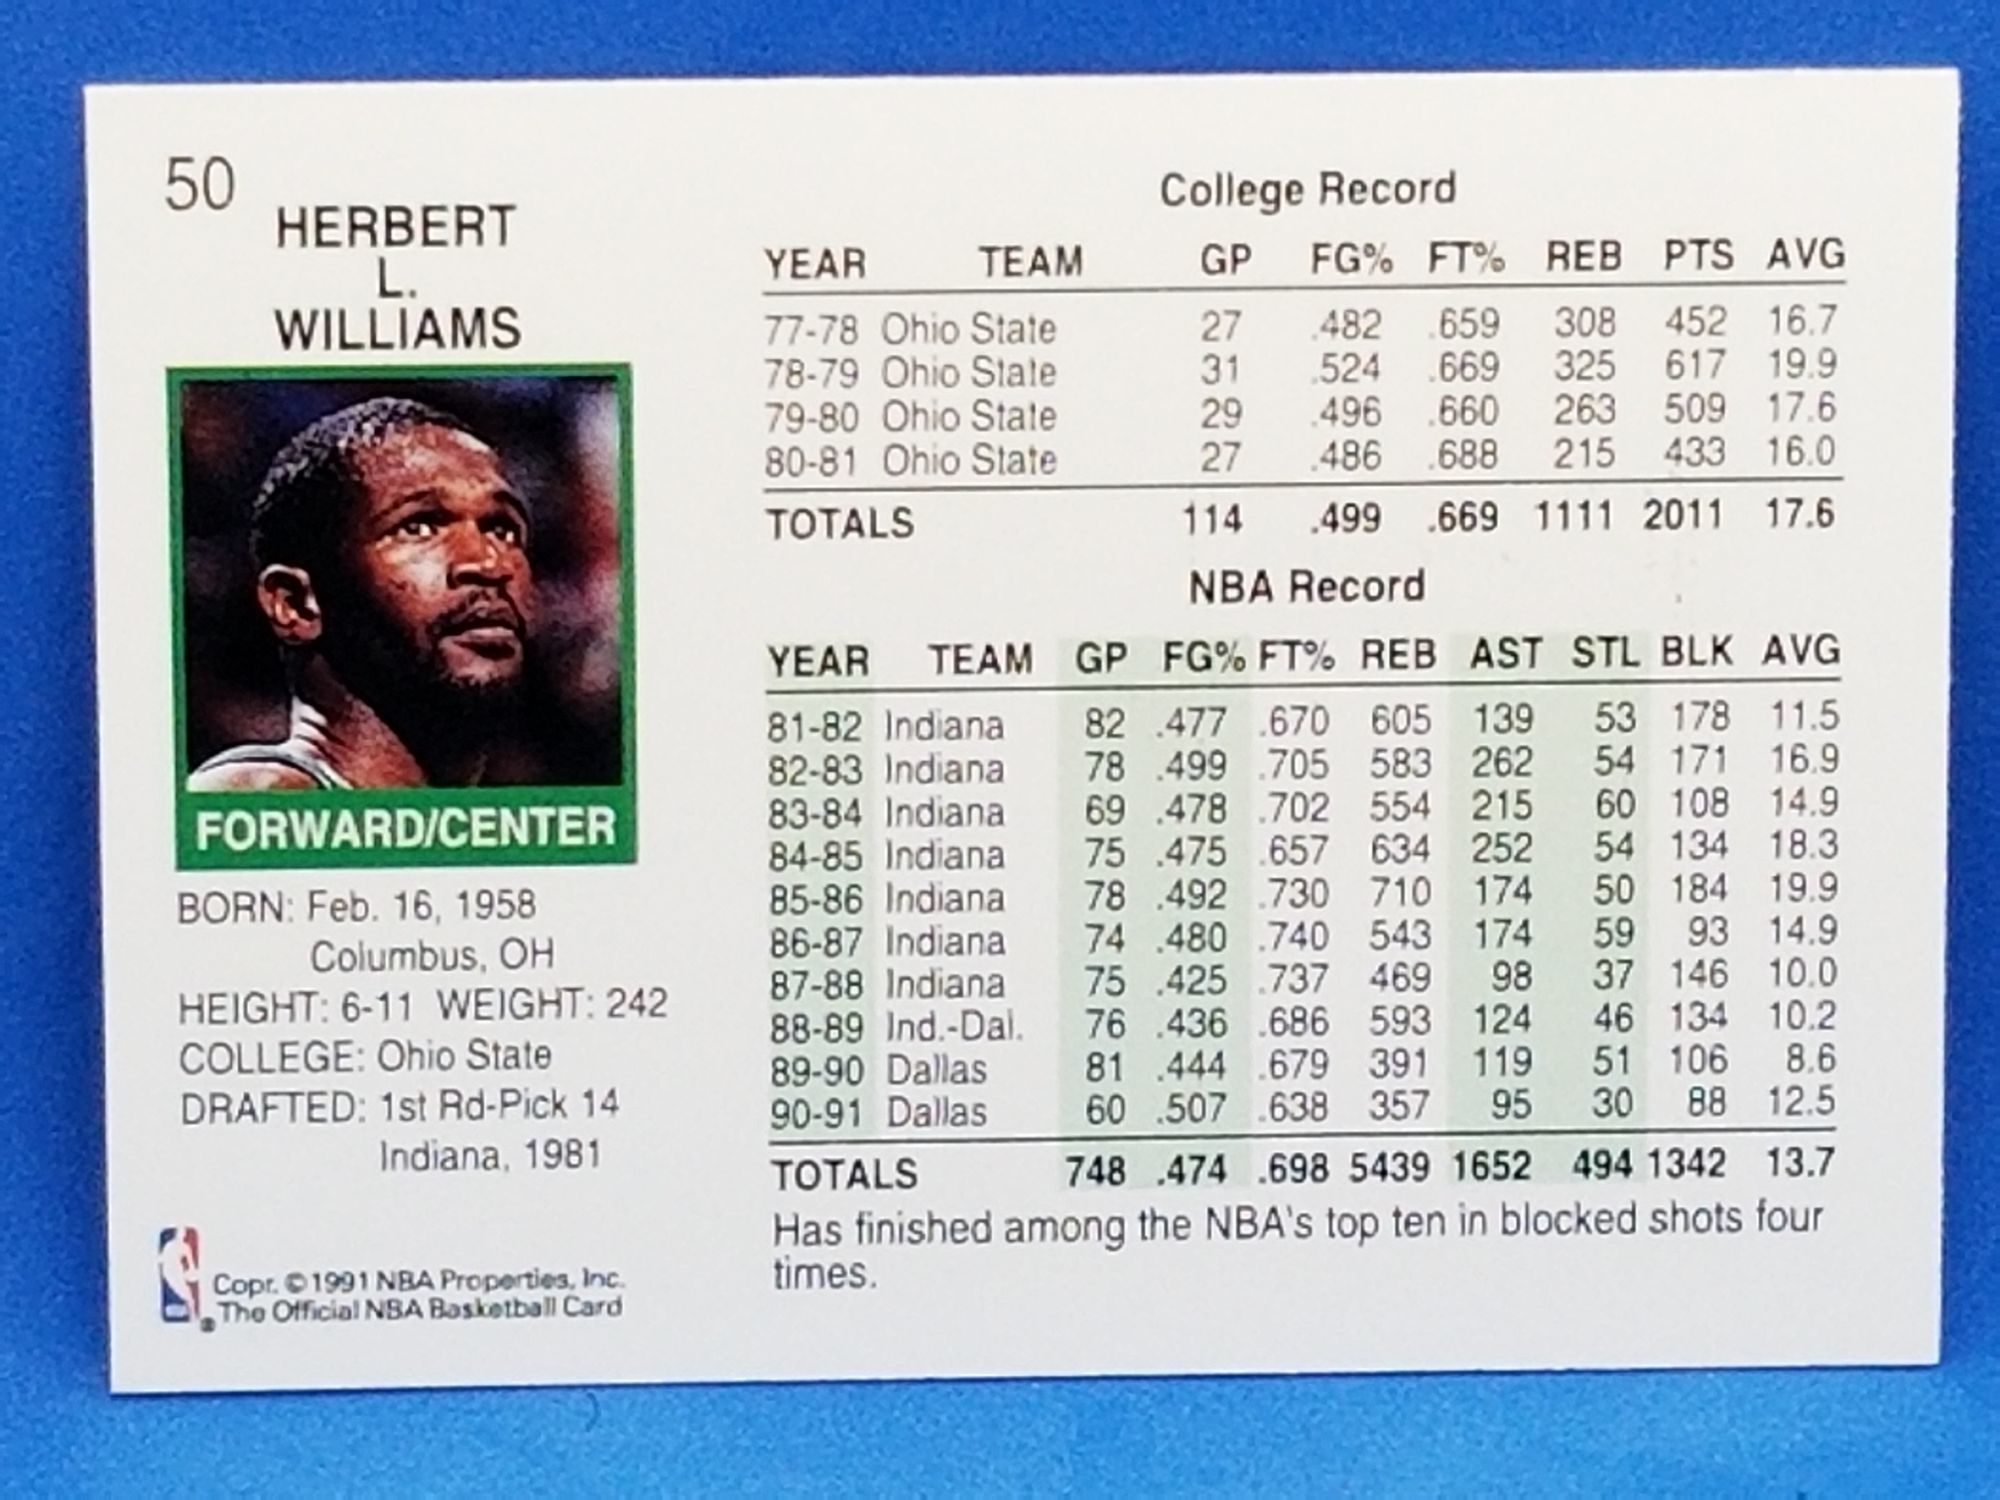 50
HERBERT
L.
WILLIAMS
FORWARD/CENTER
BORN: Feb. 16, 1958
Columbus, OH
HEIGHT: 6-11 WEIGHT: 242
COLLEGE: Ohio State
DRAFTED: 1st Rd-Pick 14
Indiana, 1981
Copr. ©1991 NBA Properties, Inc.
The Official NBA Basketball Card
College Record
YEAR TEAM GP FG% FT% REB PTS AVG
77-78 Ohio State 27 .482 .659 308 452 16.7
78-79 Ohio State 31 .524 .669 325 617 19.9
79-80 Ohio State 29 .496 .660 263 509 17.6
80-81 Ohio State 27 .486 .688 215 433 16.0
TOTALS 114 .499 .669 1111 2011 17.6
NBA Record
YEAR TEAM GP FG% FT% REB AST STL BLK AVG
81-82 Indiana 82 .477 .670 605 139 53 178 11.5
82-83 Indiana 78 .499 .705 583 262 54 171 16.9
83-84 Indiana 69 .478 .702 554 215 60 108 14.9
84-85 Indiana 75 .475 .657 634 252 54 134 18.3
85-86 Indiana 78 .492 .730 710 174 50 184 19.9
86-87 Indiana 74 .480 .740 543 174 59 93 14.9
87-88 Indiana 75 .425 .737 469 98 37 146 10.0
88-89 Ind.-Dal. 76 .436 .686 593 124 46 134 10.2
89-90 Dallas 81 .444 .679 391 119 51 106 8.6
90-91 Dallas 60 .507 .638 357 95 30 88 12.5
TOTALS 748 .474 .698 5439 1652 494 1342 13.7
Has finished among the NBA's top ten in blocked shots four
times.